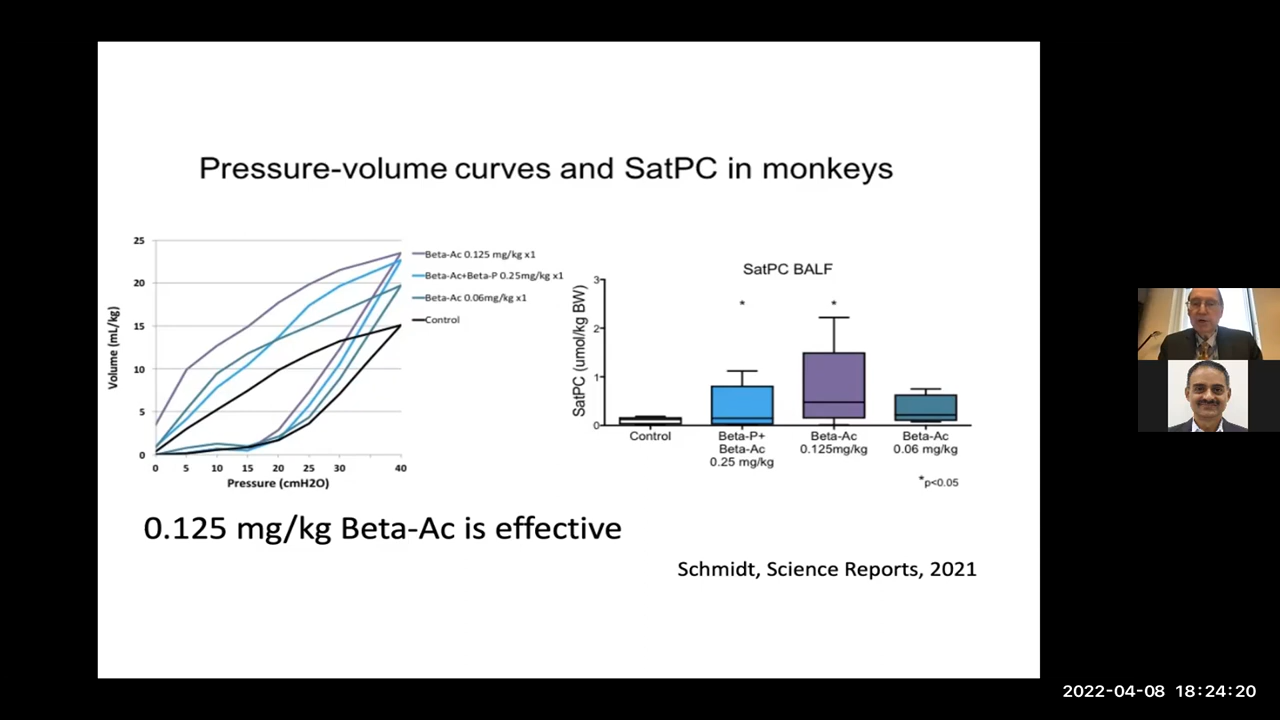 Pressure-volume curves and SatPC in monkeys
25
20
15
10
5
0
Volume (mL/kg)
0 5 10 15 20 25 30 40
Pressure (cmH2O)
Beta-Ac 0.125 mg/kg x1
Beta-Ac+Beta-P 0.25mg/kg x1
Beta-Ac 0.06mg/kg x1
Control
SatPC BALF
3
2
1
0
SatPC (umol/kg BW)
* *
Control
Beta-P+
Beta-Ac
0.25 mg/kg
Beta-Ac
0.125mg/kg
Beta-Ac
0.06 mg/kg
*p<0.05
0.125 mg/kg Beta-Ac is effective
Schmidt, Science Reports, 2021
2022-04-08 18:24:20